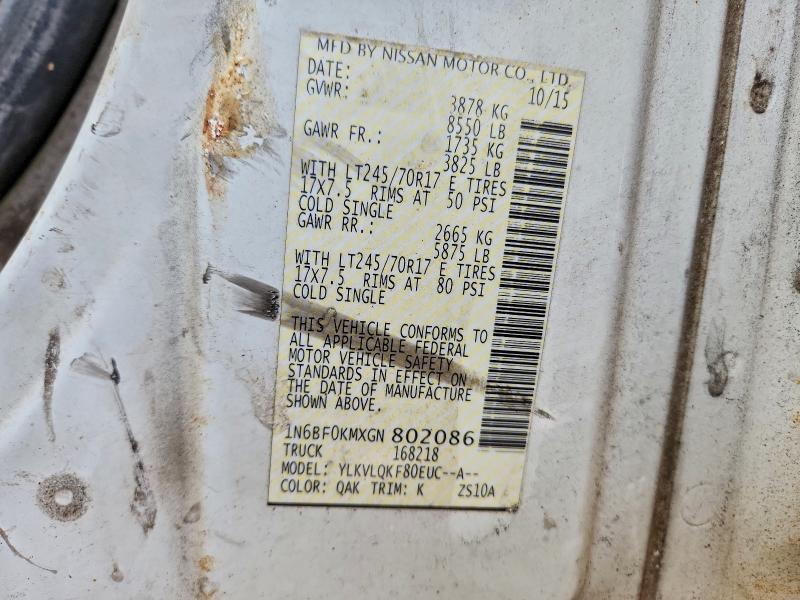 MFD BY NISSAN MOTOR CO., LTD.
DATE: 10/15
GVWR: 3878 KG
8550 LB
GAWR FR.: 1735 KG
3825 LB
WITH LT245/70R17 E TIRES
17X7.5 RIMS AT 50 PSI
COLD SINGLE
GAWR RR.: 2665 KG
5875 LB
WITH LT245/70R17 E TIRES
17X7.5 RIMS AT 80 PSI
COLD SINGLE
THIS VEHICLE CONFORMS TO
ALL APPLICABLE FEDERAL
MOTOR VEHICLE SAFETY
STANDARDS IN EFFECT ON
THE DATE OF MANUFACTURE
SHOWN ABOVE.
1N6BF0KMXGN 802086
TRUCK 168218
MODEL: YLKVLQKF80EUC--A--
COLOR: QAK TRIM: K ZS10A